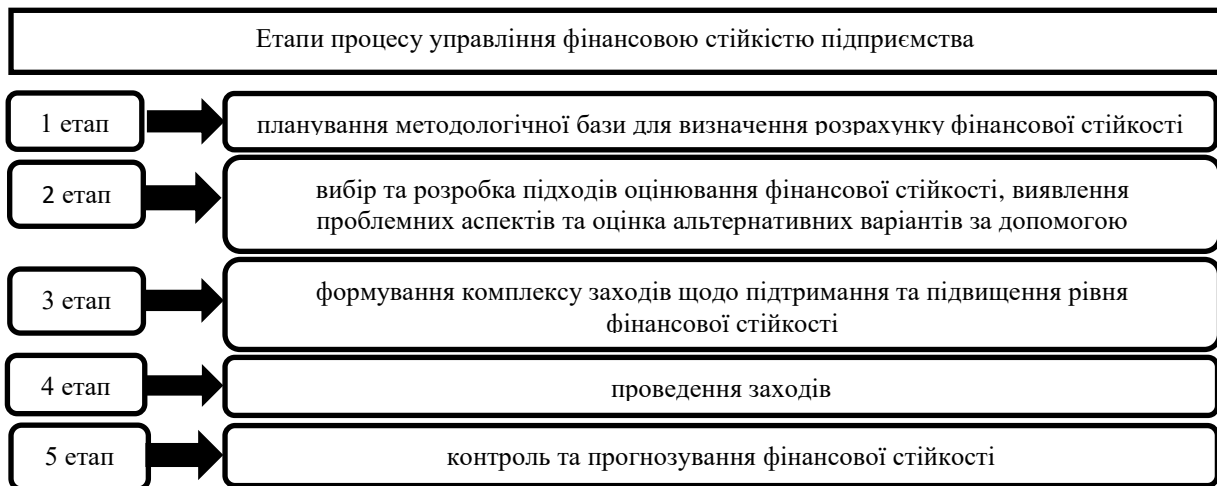 Етапи процесу управління фінансовою стійкістю підприємства
1 етап
планування методологічної бази для визначення розрахунку фінансової стійкості
2 етап
вибір та розробка підходів оцінювання фінансової стійкості, виявлення
проблемних аспектів та оцінка альтернативних варіантів за допомогою
3 етап
формування комплексу заходів щодо підтримання та підвищення рівня
фінансової стійкості
4 етап
проведення заходів
5 етап
контроль та прогнозування фінансової стійкості